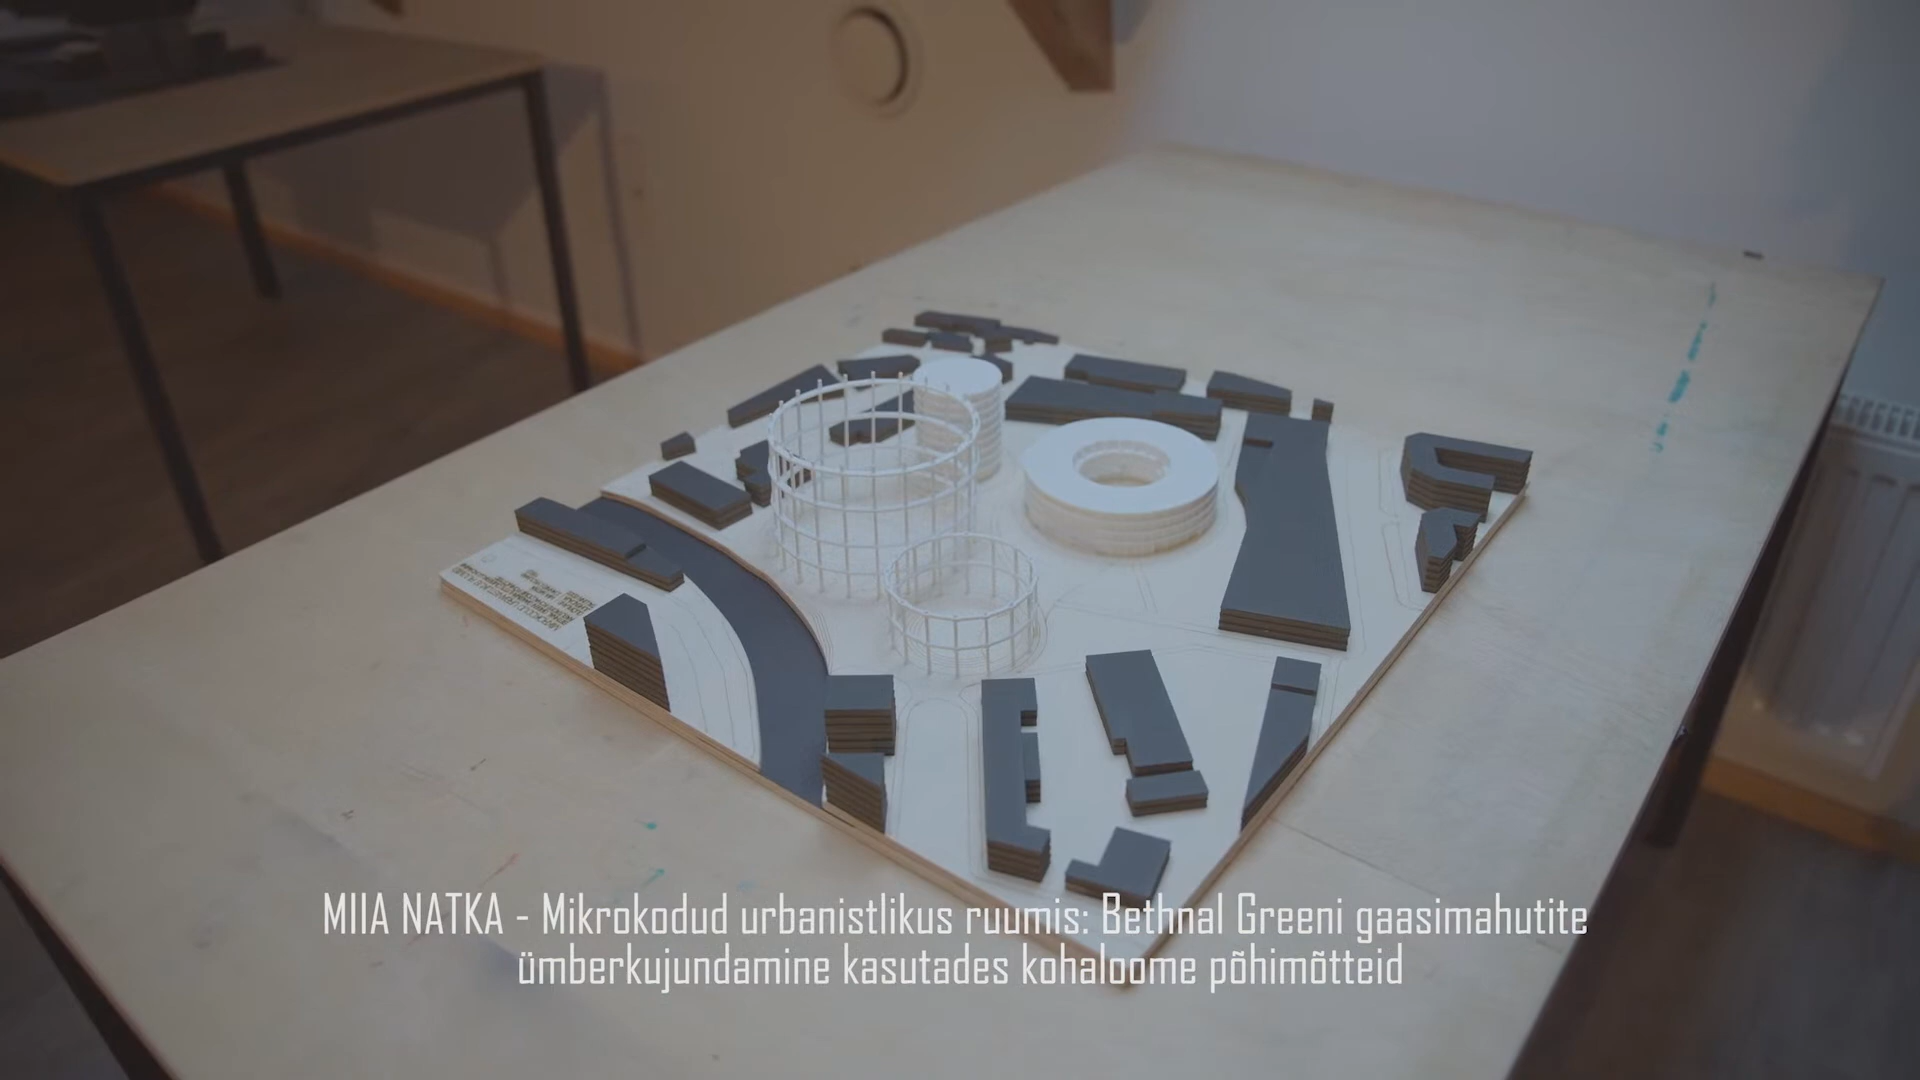 MIIA NATKA - Mikrokodud urbanistlikus ruumis: Bethnal Greeni gaasimahutite
ümberkujundamine kasutades kohaloome põhimõtteid